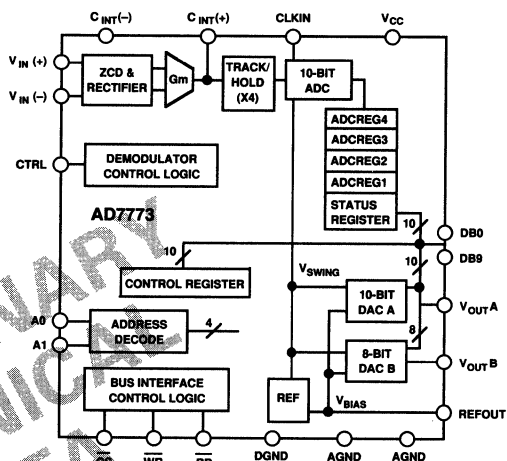 C INT(–) C INT(+) CLKIN VCC
VIN (+)
VIN (–)
ZCD &
RECTIFIER
Gm
TRACK/
HOLD
(X4)
10-BIT
ADC
ADCREG4
ADCREG3
ADCREG2
ADCREG1
STATUS
REGISTER
CTRL
DEMODULATOR
CONTROL LOGIC
AD7773
10
10
DB0
DB9
10
CONTROL REGISTER
VSWING
10-BIT
DAC A
VOUT A
A0
A1
ADDRESS
DECODE
4
8
8-BIT
DAC B
VOUT B
BUS INTERFACE
CONTROL LOGIC
REF
VBIAS
REFOUT
DGND AGND AGND